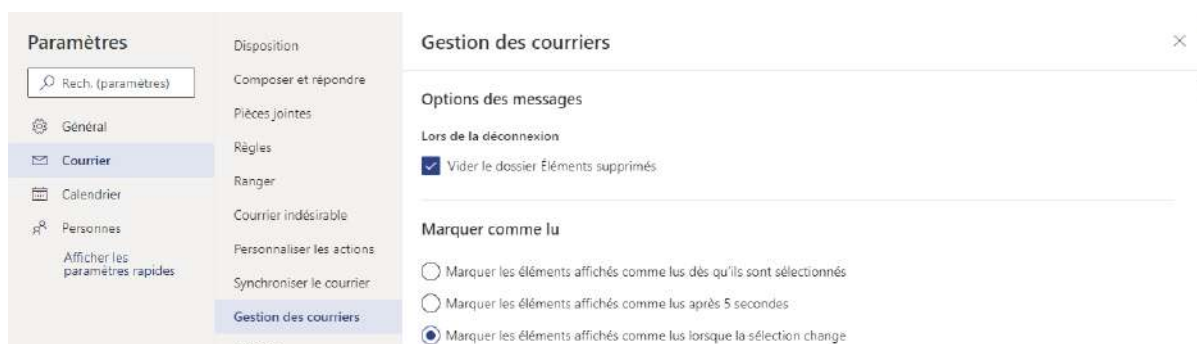 Paramètres
Rech. (paramètres)
Général
Courrier
Calendrier
Personnes
Afficher les
paramètres rapides
Disposition
Composer et répondre
Pièces jointes
Règles
Ranger
Courrier indésirable
Personnaliser les actions
Synchroniser le courrier
Gestion des courriers
Gestion des courriers
Options des messages
Lors de la déconnexion
Vider le dossier Éléments supprimés
Marquer comme lu
Marquer les éléments affichés comme lus dès qu'ils sont sélectionnés
Marquer les éléments affichés comme lus après 5 secondes
Marquer les éléments affichés comme lus lorsque la sélection change